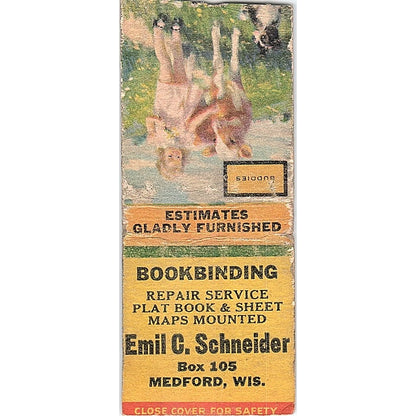 BUDDIES
ESTIMATES
GLADLY FURNISHED
BOOKBINDING
REPAIR SERVICE
PLAT BOOK & SHEET
MAPS MOUNTED
Emil C. Schneider
Box 105
MEDFORD, WIS.
CLOSE COVER FOR SAFETY